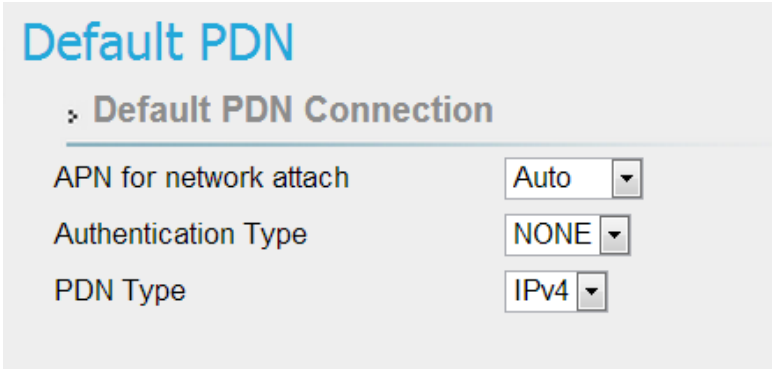 Default PDN
Default PDN Connection
APN for network attach Auto
Authentication Type NONE
PDN Type IPv4